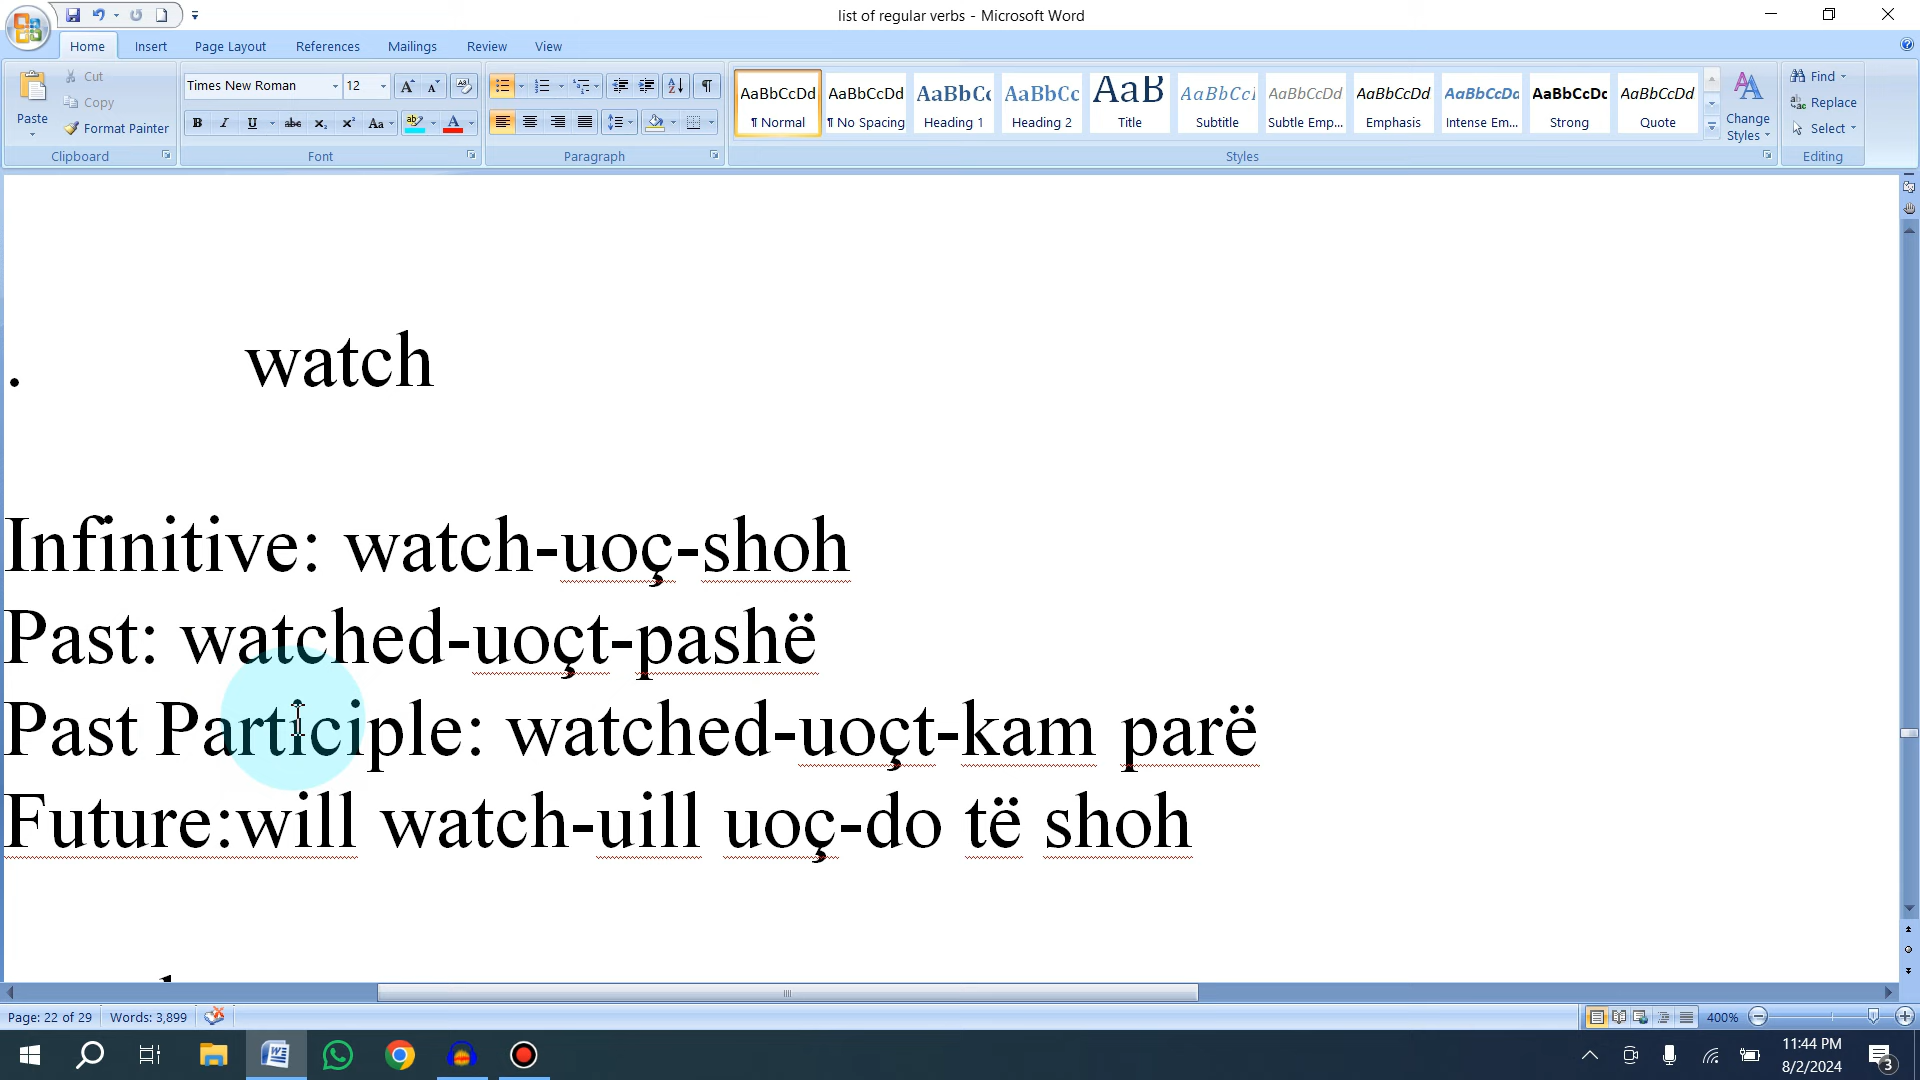 list of regular verbs - Microsoft Word
Home Insert Page Layout References Mailings Review View
Paste Cut Copy Format Painter Clipboard
Times New Roman 12 Font
Paragraph
AaBbCcDd AaBbCcDd AaBbCc AaBbCc AaB AaBbCcI AaBbCcDd AaBbCcDd AaBbCcDd AaBbCcDd AaBbCcDd
¶ Normal ¶ No Spacing Heading 1 Heading 2 Title Subtitle Subtle Emp... Emphasis Intense Em... Strong Quote
Change Styles
Styles
Find
Replace
Select
Editing
. watch
Infinitive: watch-uoç-shoh
Past: watched-uoçt-pashë
Past Participle: watched-uoçt-kam parë
Future:will watch-uill uoç-do të shoh
Page: 22 of 29 Words: 3,899 400%
11:44 PM
8/2/2024
3